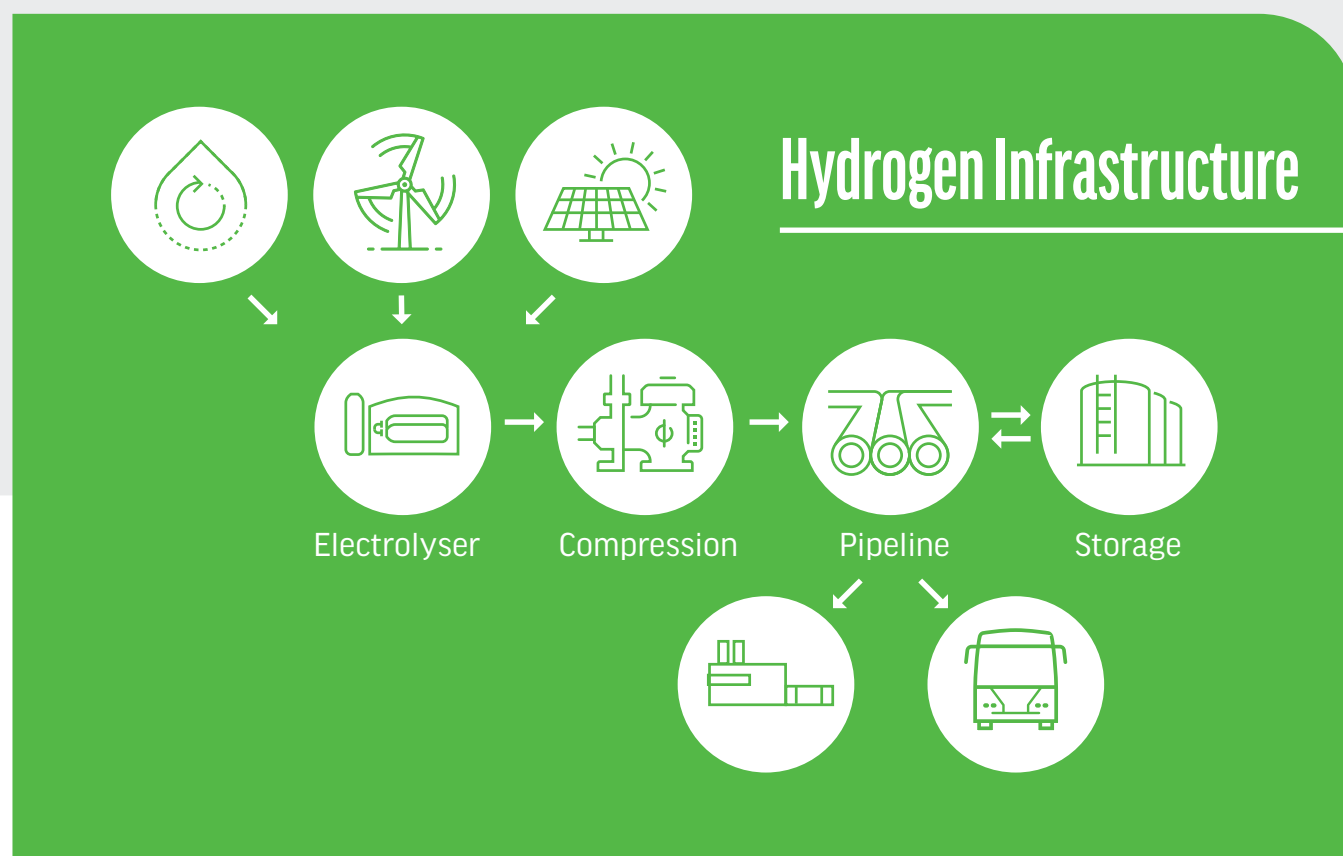 Hydrogen Infrastructure
Electrolyser
Compression
Pipeline
Storage